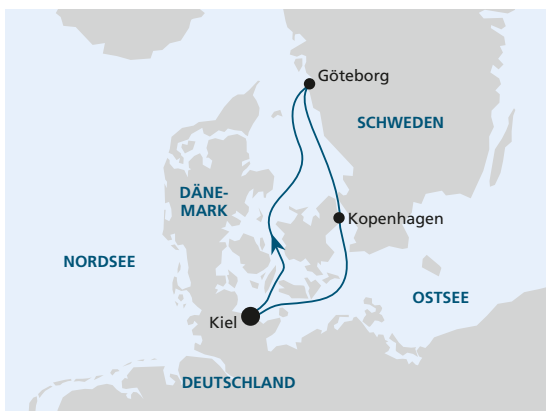 Göteborg
SCHWEDEN
DÄNE-
MARK
Kopenhagen
NORDSEE
OSTSEE
Kiel
DEUTSCHLAND